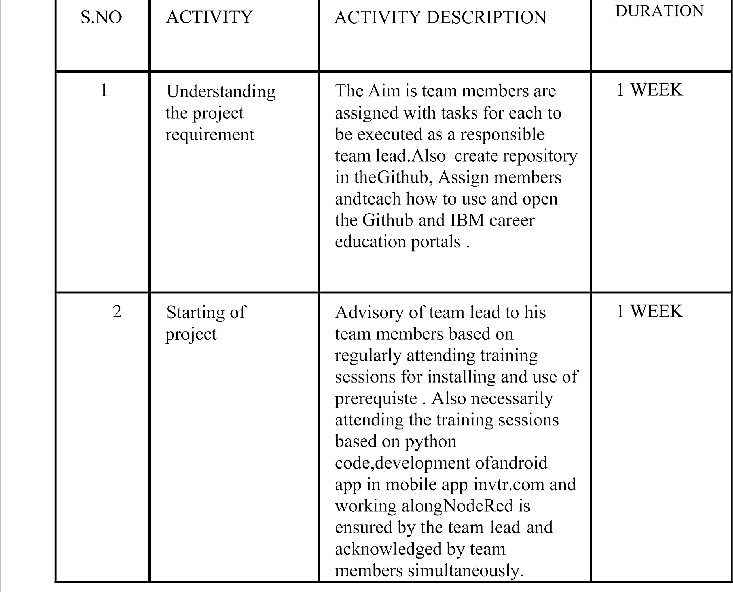 S.NO ACTIVITY ACTIVITY DESCRIPTION DURATION
1 Understanding The Aim is team members are 1 WEEK
the project assigned with tasks for each to
requirement be executed as a responsible
team lead.Also create repository
in theGithub, Assign members
andteach how to use and open
the Github and IBM career
education portals .
2 Starting of Advisory of team lead to his 1 WEEK
project team members based on
regularly attending training
sessions for installing and use of
prerequiste . Also necessarily
attending the training sessions
based on python
code,development ofandroid
app in mobile app invtr.com and
working alongNodeRed is
ensured by the team lead and
acknowledged by team
members simultaneously.